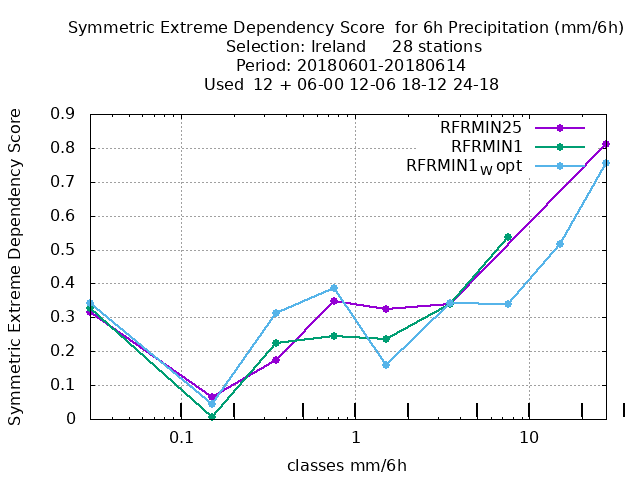 Symmetric Extreme Dependency Score for 6h Precipitation (mm/6h)
Selection: Ireland 28 stations
Period: 20180601-20180614
Used 12 + 06-00 12-06 18-12 24-18
Symmetric Extreme Dependency Score
0.9
0.8
0.7
0.6
0.5
0.4
0.3
0.2
0.1
0
RFRMIN25
RFRMIN1
RFRMIN1W opt
0.1
1
10
classes mm/6h